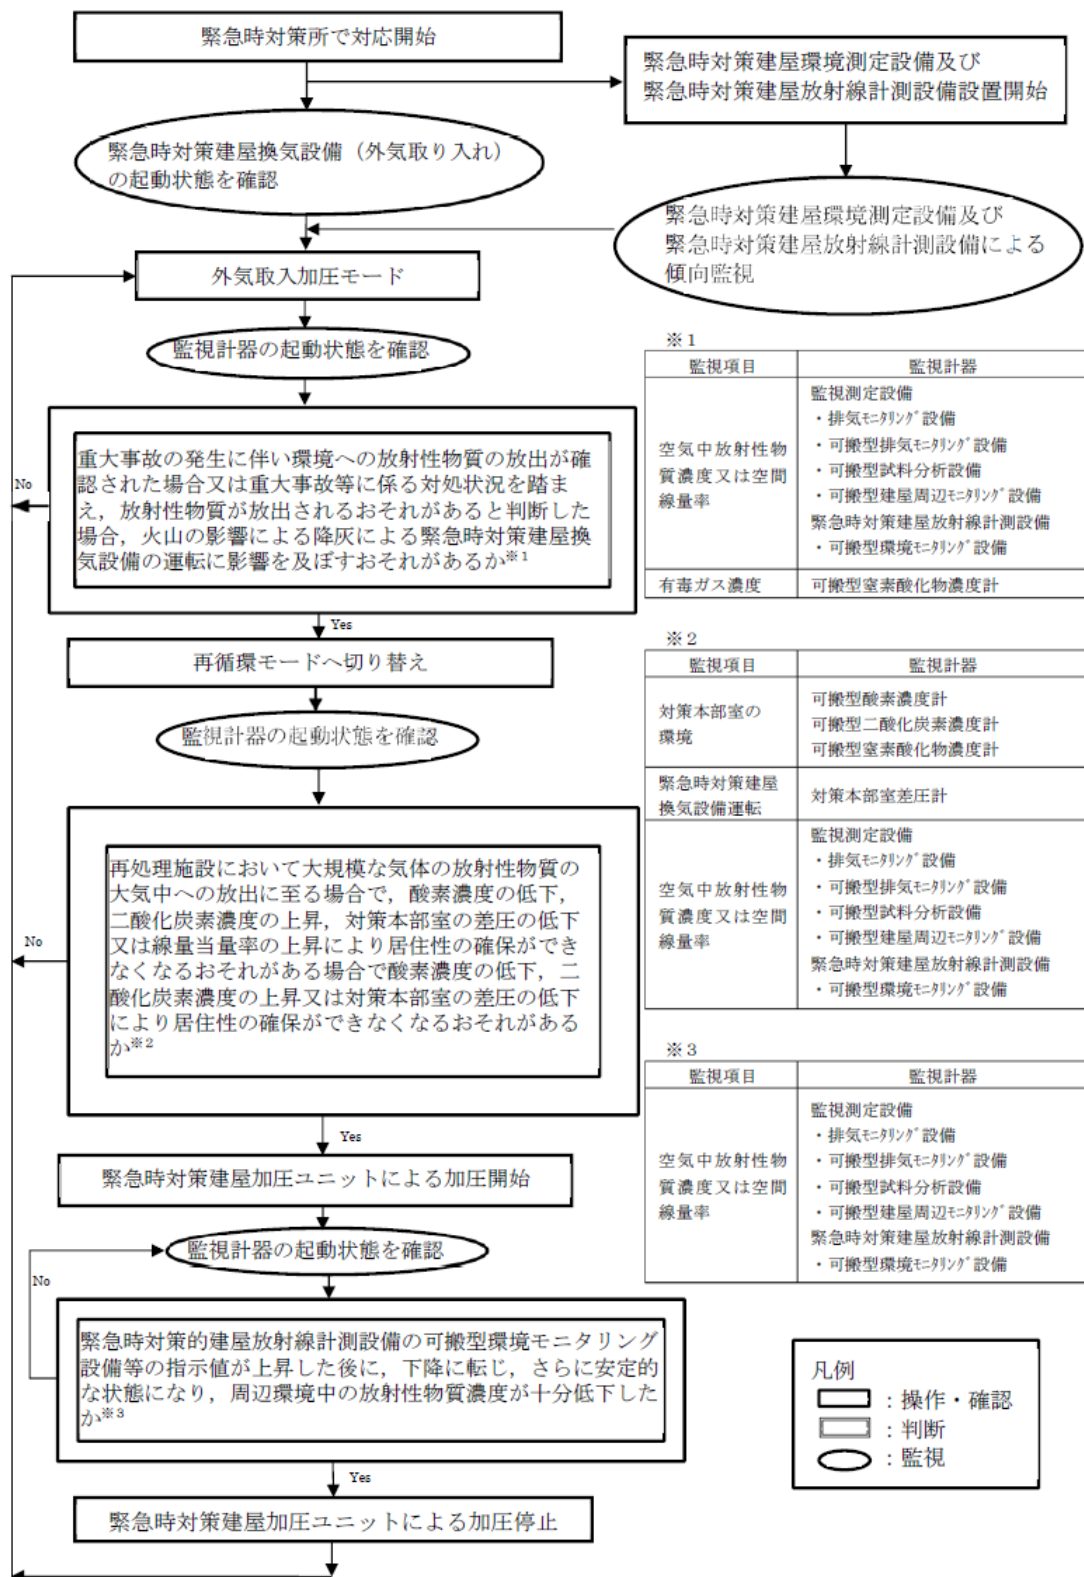 緊急時対策所で対応開始
緊急時対策建屋環境測定設備及び
緊急時対策建屋放射線計測設備設置開始
緊急時対策建屋換気設備（外気取り入れ）
の起動状態を確認
緊急時対策建屋環境測定設備及び
緊急時対策建屋放射線計測設備による
傾向監視
外気取入加圧モード
監視計器の起動状態を確認
No
重大事故の発生に伴い環境への放射性物質の放出が確
認された場合又は重大事故等に係る対処状況を踏ま
え，放射性物質が放出されるおそれがあると判断した
場合，火山の影響による降灰による緊急時対策建屋換
気設備の運転に影響を及ぼすおそれがあるか※1
Yes
再循環モードへ切り替え
監視計器の起動状態を確認
No
再処理施設において大規模な気体の放射性物質の
大気中への放出に至る場合で，酸素濃度の低下，
二酸化炭素濃度の上昇，対策本部室の差圧の低下
又は線量当量率の上昇により居住性の確保ができ
なくなるおそれがある場合で酸素濃度の低下，二
酸化炭素濃度の上昇又は対策本部室の差圧の低下
により居住性の確保ができなくなるおそれがある
か※2
Yes
緊急時対策建屋加圧ユニットによる加圧開始
監視計器の起動状態を確認
No
緊急時対策的建屋放射線計測設備の可搬型環境モニタリング
設備等の指示値が上昇した後に，下降に転じ，さらに安定的
な状態になり，周辺環境中の放射性物質濃度が十分低下した
か※3
Yes
緊急時対策建屋加圧ユニットによる加圧停止
※１
監視項目 監視計器
空気中放射性物
質濃度又は空間
線量率
監視測定設備
・排気ﾓﾆﾀﾘﾝｸﾞ設備
・可搬型排気ﾓﾆﾀﾘﾝｸﾞ設備
・可搬型試料分析設備
・可搬型建屋周辺ﾓﾆﾀﾘﾝｸﾞ設備
緊急時対策建屋放射線計測設備
・可搬型環境ﾓﾆﾀﾘﾝｸﾞ設備
有毒ガス濃度 可搬型窒素酸化物濃度計
※２
監視項目 監視計器
対策本部室の
環境
可搬型酸素濃度計
可搬型二酸化炭素濃度計
可搬型窒素酸化物濃度計
緊急時対策建屋
換気設備運転
対策本部室差圧計
空気中放射性物
質濃度又は空間
線量率
監視測定設備
・排気ﾓﾆﾀﾘﾝｸﾞ設備
・可搬型排気ﾓﾆﾀﾘﾝｸﾞ設備
・可搬型試料分析設備
・可搬型建屋周辺ﾓﾆﾀﾘﾝｸﾞ設備
緊急時対策建屋放射線計測設備
・可搬型環境ﾓﾆﾀﾘﾝｸﾞ設備
※３
監視項目 監視計器
空気中放射性物
質濃度又は空間
線量率
監視測定設備
・排気ﾓﾆﾀﾘﾝｸﾞ設備
・可搬型排気ﾓﾆﾀﾘﾝｸﾞ設備
・可搬型試料分析設備
・可搬型建屋周辺ﾓﾆﾀﾘﾝｸﾞ設備
緊急時対策建屋放射線計測設備
・可搬型環境ﾓﾆﾀﾘﾝｸﾞ設備
凡例
：操作・確認
：判断
：監視